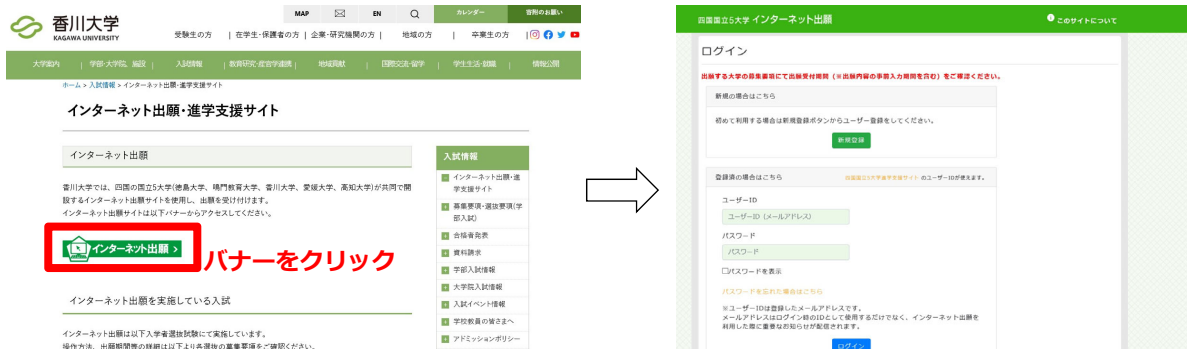 香川大学
KAGAWA UNIVERSITY
MAP EN カレンダー 寄附のお願い
受験生の方 | 在学生・保護者の方 | 企業・研究機関の方 | 地域の方 | 卒業生の方
大学案内 | 学部・大学院、施設 | 入試情報 | 教育研究・産官学連携 | 地域貢献 | 国際交流・留学 | 学生生活・就職 | 情報公開
ホーム > 入試情報 > インターネット出願・進学支援サイト
インターネット出願・進学支援サイト
インターネット出願
香川大学では、四国の国立5大学(徳島大学、鳴門教育大学、香川大学、愛媛大学、高知大学)が共同で開
設するインターネット出願サイトを使用し、出願を受け付けます。
インターネット出願サイトは以下バナーからアクセスしてください。
インターネット出願 >
バナーをクリック
インターネット出願を実施している入試
インターネット出願は以下入学者選抜試験にて実施しています。
操作方法、出願期間等の詳細は以下より各選抜の募集要項をご確認ください。
入試情報
インターネット出願・進
学支援サイト
募集要項・選抜要項(学
部入試)
合格者発表
資料請求
学部入試情報
大学院入試情報
入試イベント情報
学校教員の皆さまへ
アドミッションポリシー
四国国立5大学 インターネット出願
このサイトについて
ログイン
出願する大学の募集要項にて出願受付期間（※出願内容の事前入力期間を含む）をご確認ください。
新規の場合はこちら
初めて利用する場合は新規登録ボタンからユーザー登録をしてください。
新規登録
登録済の場合はこちら
四国国立5大学進学支援サイト のユーザーIDが使えます。
ユーザーID
ユーザーID（メールアドレス）
パスワード
パスワード
パスワードを表示
パスワードを忘れた場合はこちら
※ユーザーIDは登録したメールアドレスです。
メールアドレスはログイン時のIDとして使用するだけでなく、インターネット出願を
利用した際に重要なお知らせが配信されます。
ログイン